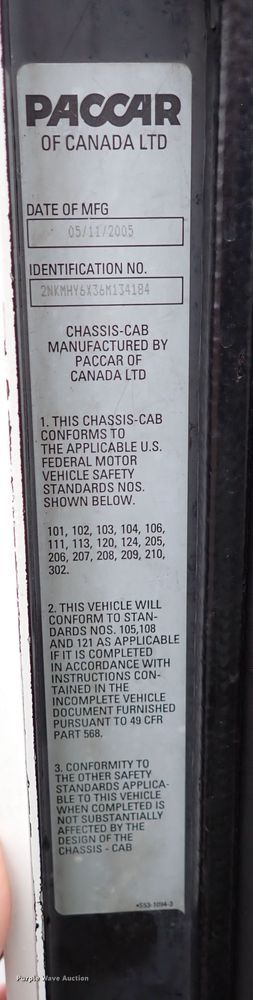 PACCAR
OF CANADA LTD
DATE OF MFG
05/11/2005
IDENTIFICATION NO.
2NKMHY6X36M134184
CHASSIS-CAB
MANUFACTURED BY
PACCAR OF
CANADA LTD
1. THIS CHASSIS-CAB
CONFORMS TO
THE APPLICABLE U.S.
FEDERAL MOTOR
VEHICLE SAFETY
STANDARDS NOS.
SHOWN BELOW.
101, 102, 103, 104, 106,
111, 113, 120, 124, 205,
206, 207, 208, 209, 210,
302.
2. THIS VEHICLE WILL
CONFORM TO STAN-
DARDS NOS. 105,108
AND 121 AS APPLICABLE
IF IT IS COMPLETED
IN ACCORDANCE WITH
INSTRUCTIONS CON-
TAINED IN THE
INCOMPLETE VEHICLE
DOCUMENT FURNISHED
PURSUANT TO 49 CFR
PART 568.
3. CONFORMITY TO
THE OTHER SAFETY
STANDARDS APPLICA-
BLE TO THIS VEHICLE
WHEN COMPLETED IS
NOT SUBSTANTIALLY
AFFECTED BY THE
DESIGN OF THE
CHASSIS - CAB
•S53-1094-3
Purple Wave Auction